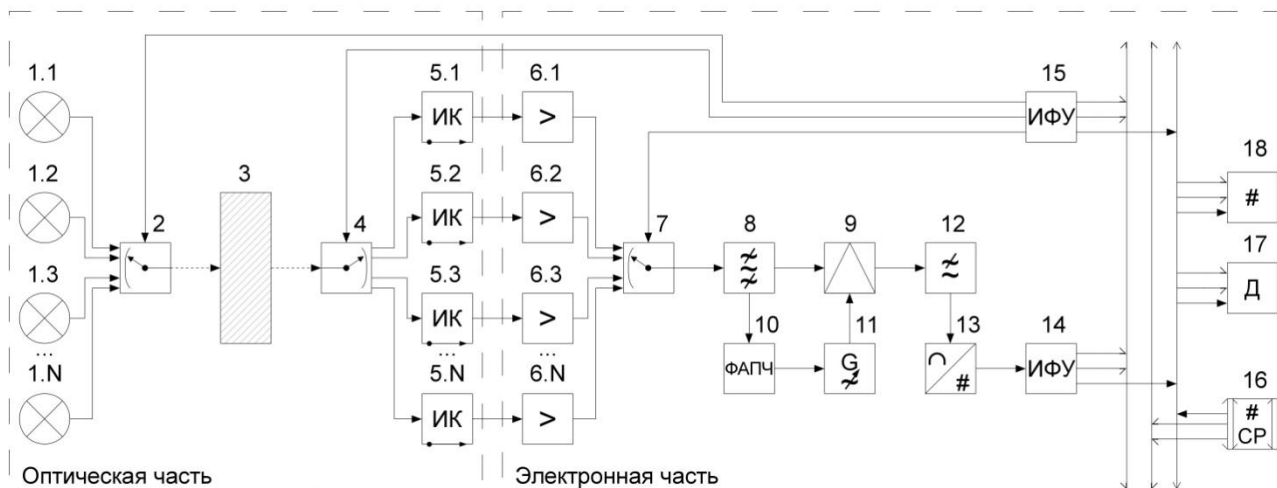 1.1
5.1
6.1
15
ИК
>
ИФУ
1.2
3
5.2
6.2
18
ИК
>
#
2
4
7
8
9
12
1.3
5.3
6.3
17
ИК
>
Д
...
...
...
10
11
13
14
1.N
5.N
6.N
ФАПЧ
G
#
ИФУ
16
ИК
>
#
СР
Оптическая часть
Электронная часть